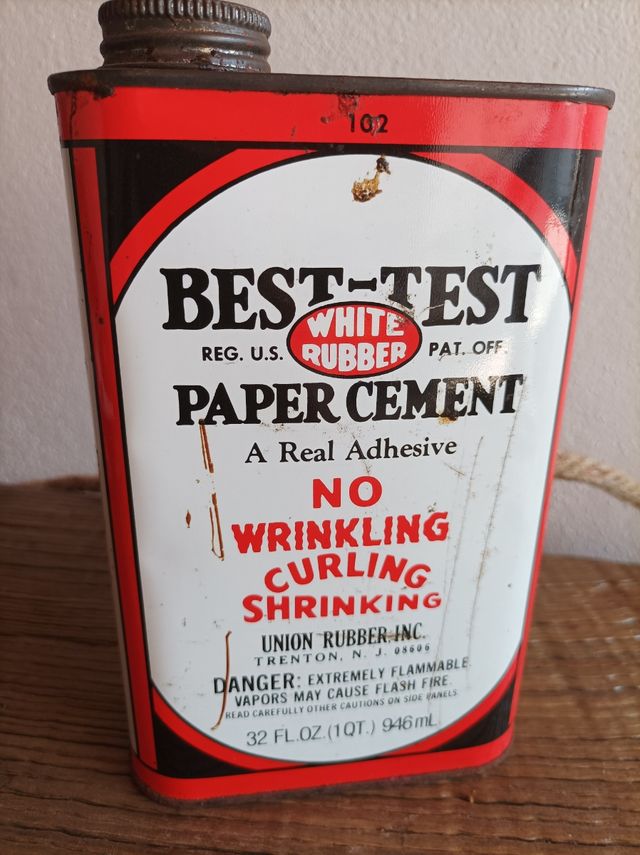 102
BEST-TEST
WHITE
RUBBER
REG. U.S. PAT. OFF.
PAPER CEMENT
A Real Adhesive
NO
WRINKLING
CURLING
SHRINKING
UNION RUBBER INC.
TRENTON, N. J. 08606
DANGER: EXTREMELY FLAMMABLE
VAPORS MAY CAUSE FLASH FIRE
READ CAREFULLY OTHER CAUTIONS ON SIDE PANELS
32 FL.OZ.(1QT.) 946mL